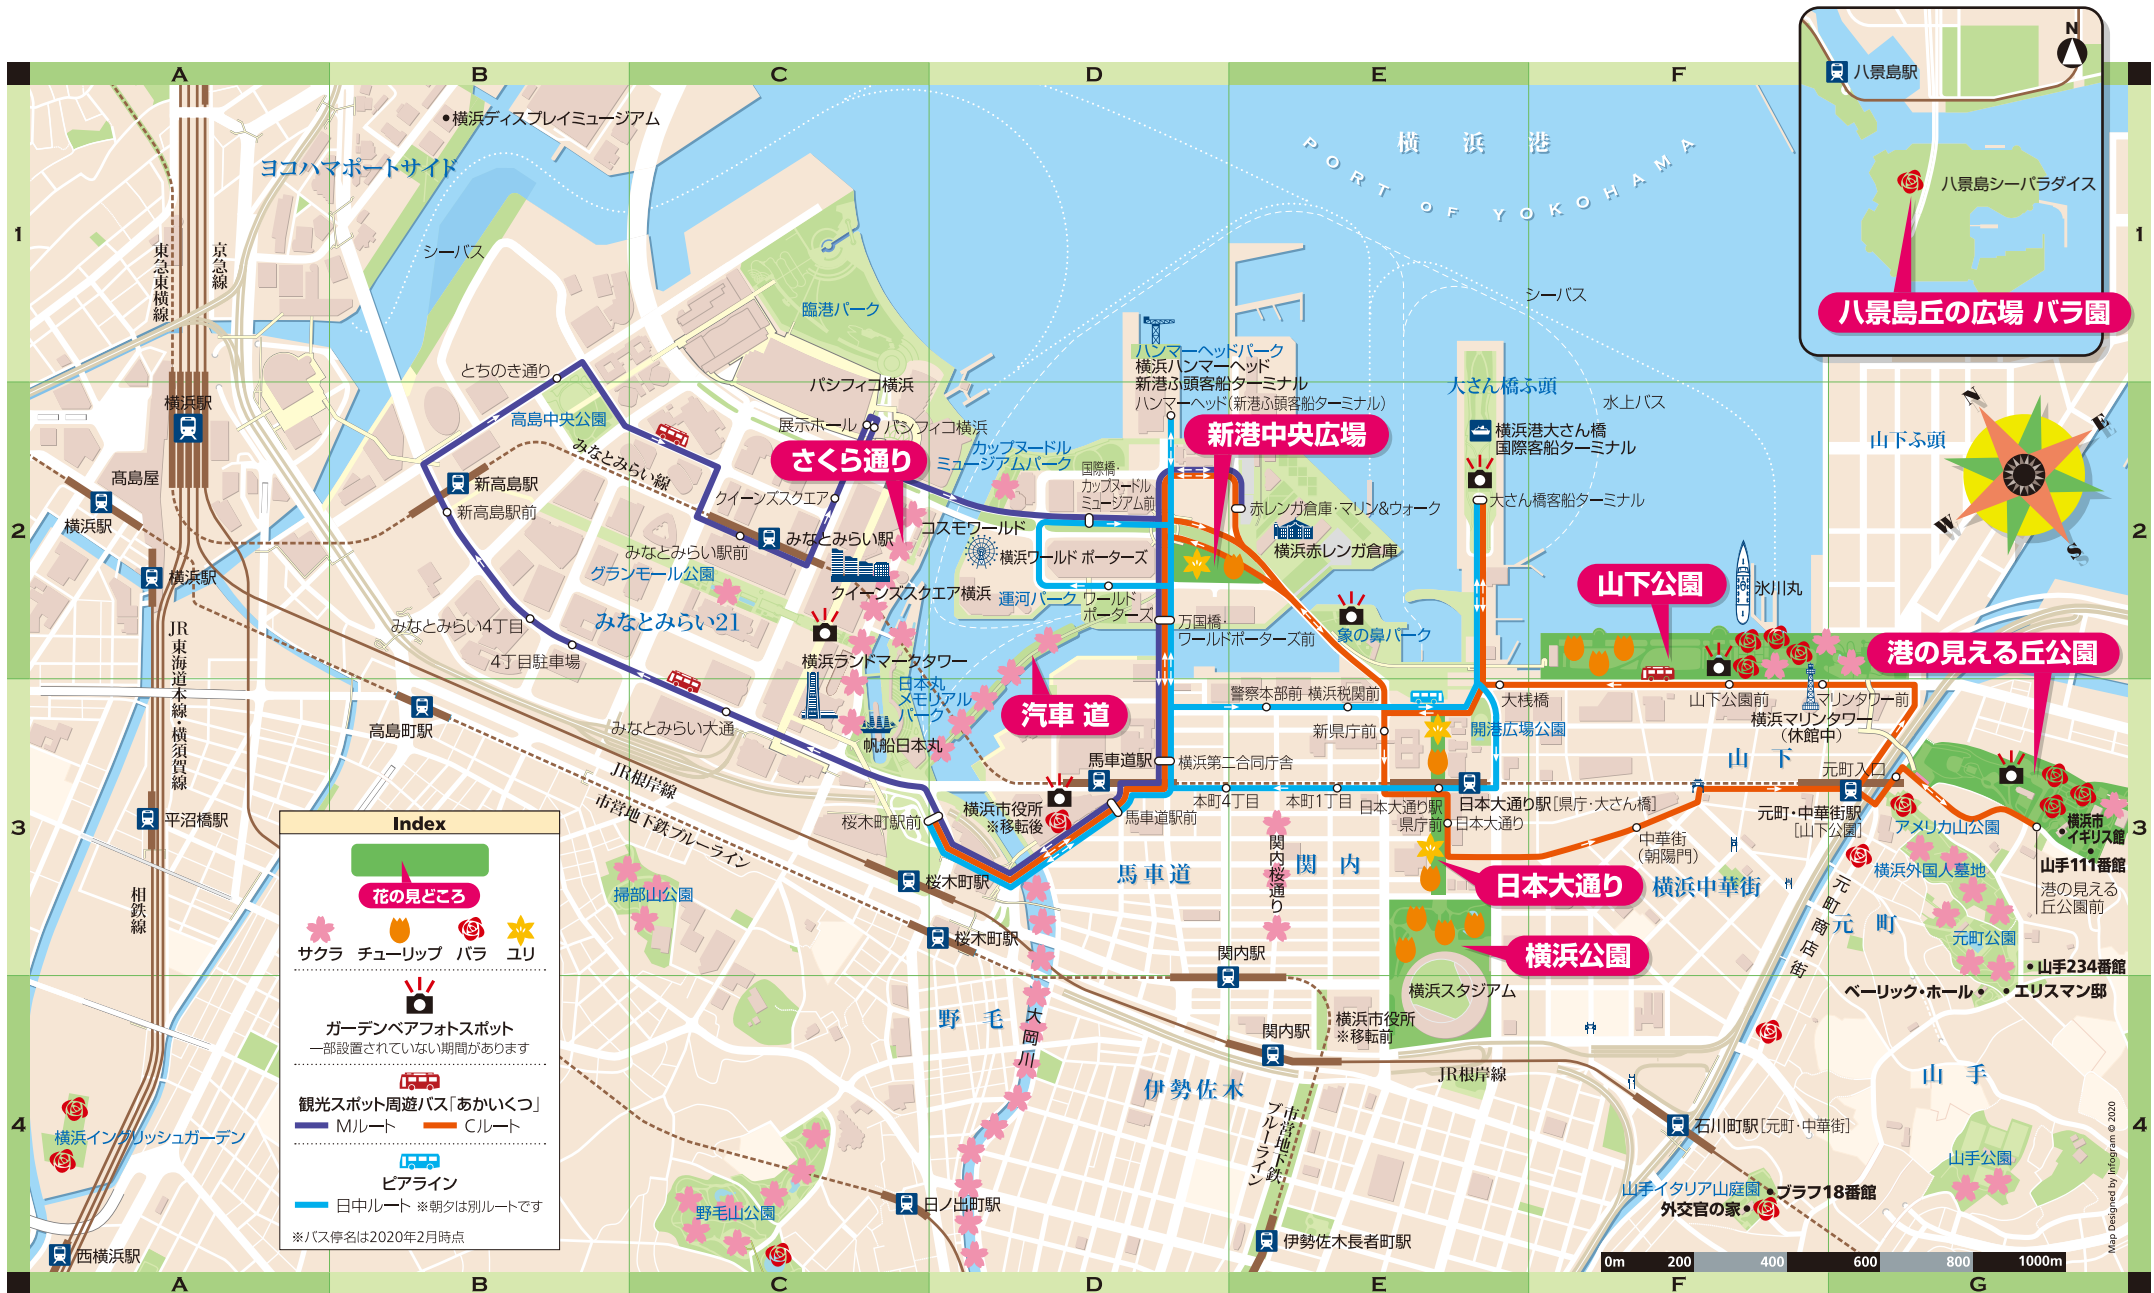 A
B
C
D
E
F
1
2
3
4
N
八景島駅
八景島シーパラダイス
八景島丘の広場 バラ園
横浜ディスプレイミュージアム
ヨコハマポートサイド
シーバス
東急東横線
京急線
横浜港
PORT OF YOKOHAMA
臨港パーク
シーバス
とちのき通り
高島中央公園
パシフィコ横浜
展示ホール
パシフィコ横浜
さくら通り
クイーンズスクエア
みなとみらい線
ハンマーヘッドパーク
横浜ハンマーヘッド
新港ふ頭客船ターミナル
ハンマーヘッド(新港ふ頭客船ターミナル)
新港中央広場
大さん橋ふ頭
横浜港大さん橋
国際客船ターミナル
大さん橋客船ターミナル
水上バス
山下ふ頭
N
E
W
S
横浜駅
髙島屋
横浜駅
横浜駅
新高島駅
新高島駅前
みなとみらい駅前
みなとみらい駅
グランモール公園
みなとみらい21
みなとみらい4丁目
4丁目駐車場
カップヌードル
ミュージアムパーク
国際橋・
カップヌードル
ミュージアム前
コスモワールド
横浜ワールド ポーターズ
クイーンズスクエア横浜
運河パーク
ワールド
ポーターズ
万国橋・
ワールドポーターズ前
赤レンガ倉庫・マリン&ウォーク
横浜赤レンガ倉庫
象の鼻パーク
山下公園
氷川丸
港の見える丘公園
横浜ランドマークタワー
日本丸
メモリアル
パーク
帆船日本丸
汽車 道
JR東海道本線・横須賀線
高島町駅
みなとみらい大通
JR根岸線
市営地下鉄ブルーライン
警察本部前
横浜税関前
新県庁前
開港広場公園
大桟橋
山下公園前
マリンタワー前
横浜マリンタワー
(休館中)
山下
元町入口
馬車道駅
横浜第二合同庁舎
横浜市役所
※移転後
馬車道駅前
桜木町駅前
本町4丁目
本町1丁目
日本大通り駅
県庁前
日本大通り駅[県庁・大さん橋]
日本大通り
元町・中華街駅
[山下公園]
中華街
(朝陽門)
アメリカ山公園
横浜市
イギリス館
山手111番館
港の見える
丘公園前
横浜外国人墓地
平沼橋駅
相鉄線
桜木町駅
桜木町駅
掃部山公園
馬車道
関内桜通り
関内
日本大通り
横浜中華街
元町商店街
元町
元町公園
山手234番館
ベーリック・ホール
エリスマン邸
横浜公園
横浜スタジアム
関内駅
関内駅
横浜市役所
※移転前
野毛
大岡川
伊勢佐木
JR根岸線
市営地下鉄
ブルーライン
山手
石川町駅[元町・中華街]
山手公園
山手イタリア山庭園
ブラフ18番館
外交官の家
横浜イングリッシュガーデン
西横浜駅
野毛山公園
日ノ出町駅
伊勢佐木長者町駅
Index
花の見どころ
サクラ
チューリップ
バラ
ユリ
ガーデンベアフォトスポット
一部設置されていない期間があります
観光スポット周遊バス「あかいくつ」
Mルート
Cルート
ピアライン
日中ルート ※朝夕は別ルートです
※バス停名は2020年2月時点
0m 200 400 600 800 1000m
Map Designed by Infogram © 2020
1
2
3
4
A
B
C
D
E
F
G